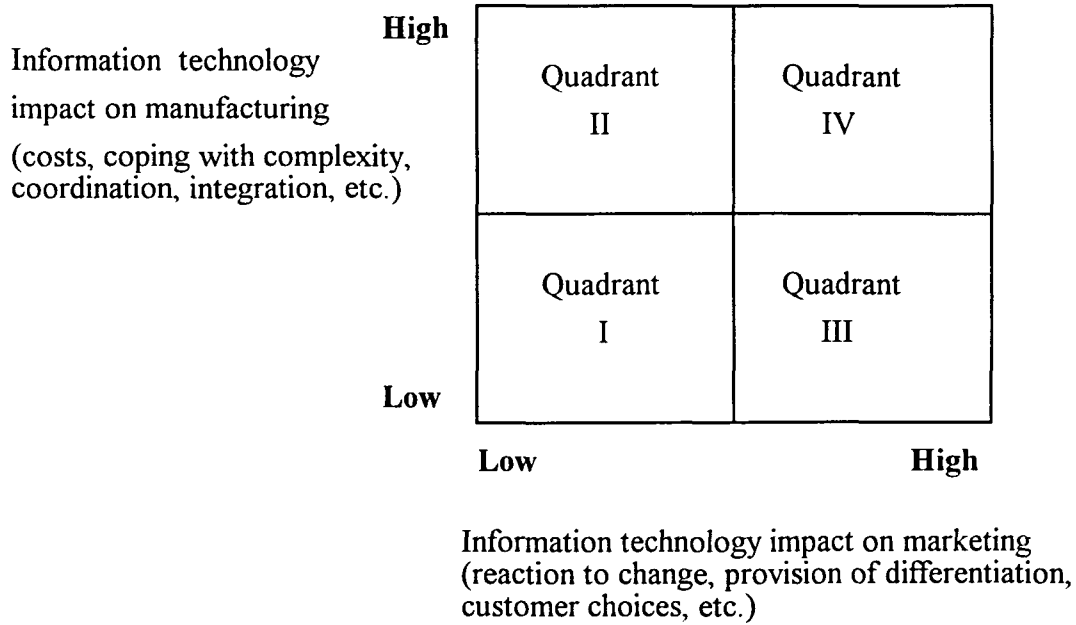 High
Information technology
impact on manufacturing
(costs, coping with complexity,
coordination, integration, etc.)
Quadrant
II
Quadrant
IV
Quadrant
I
Quadrant
III
Low
Low
High
Information technology impact on marketing
(reaction to change, provision of differentiation,
customer choices, etc.)